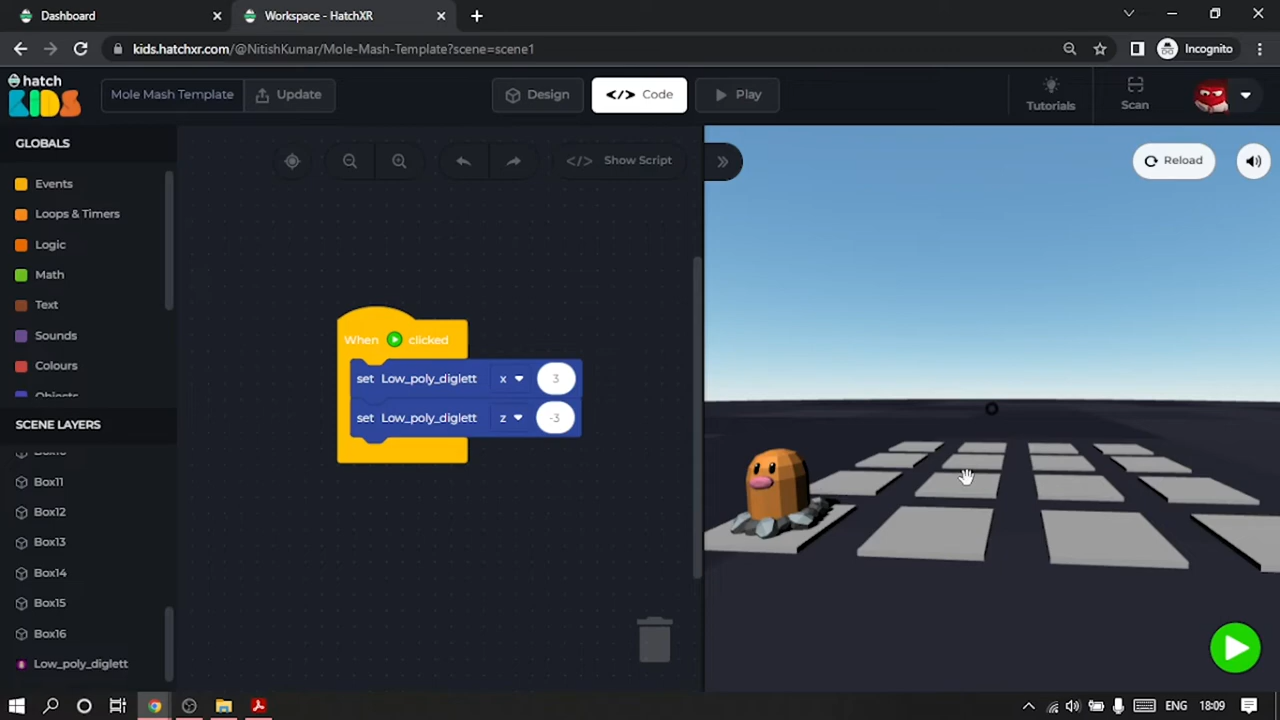 Dashboard
Workspace - HatchXR
kids.hatchxr.com/@NitishKumar/Mole-Mash-Template?scene=scene1
Incognito
hatch
KIDS
Mole Mash Template
Update
Design
</> Code
Play
Tutorials
Scan
GLOBALS
Events
Loops & Timers
Logic
Math
Text
Sounds
Colours
Objects
SCENE LAYERS
Box10
Box11
Box12
Box13
Box14
Box15
Box16
Low_poly_diglett
</> Show Script
When clicked
set Low_poly_diglett x 3
set Low_poly_diglett z -3
Reload
ENG
18:09